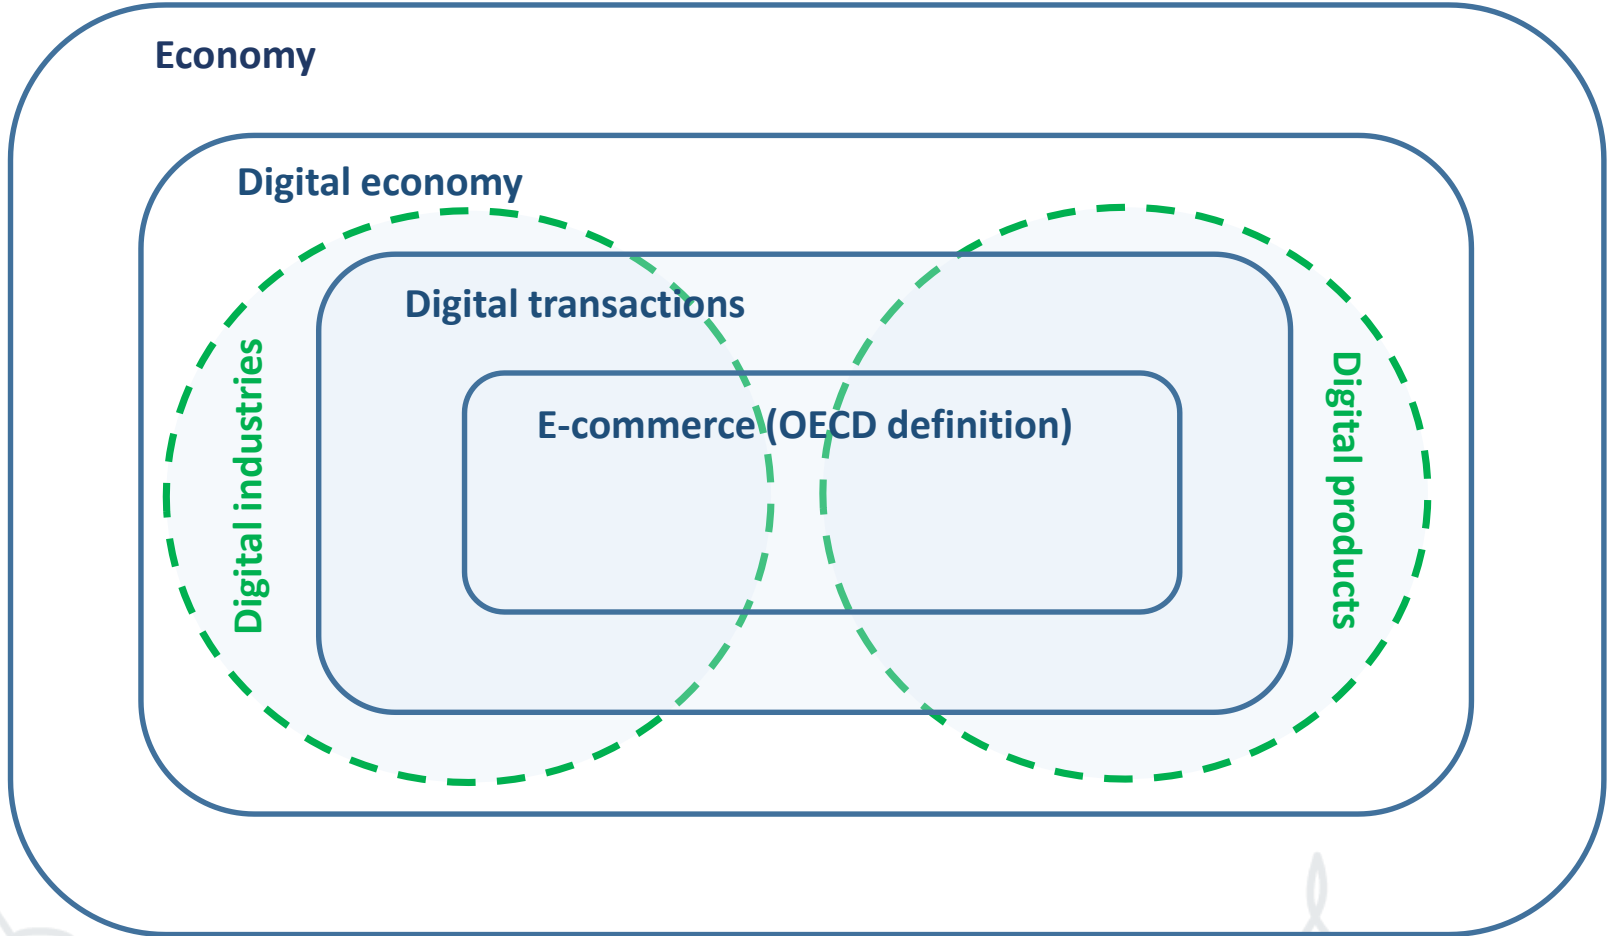 Economy
Digital economy
Digital transactions
E-commerce (OECD definition)
Digital industries
Digital products